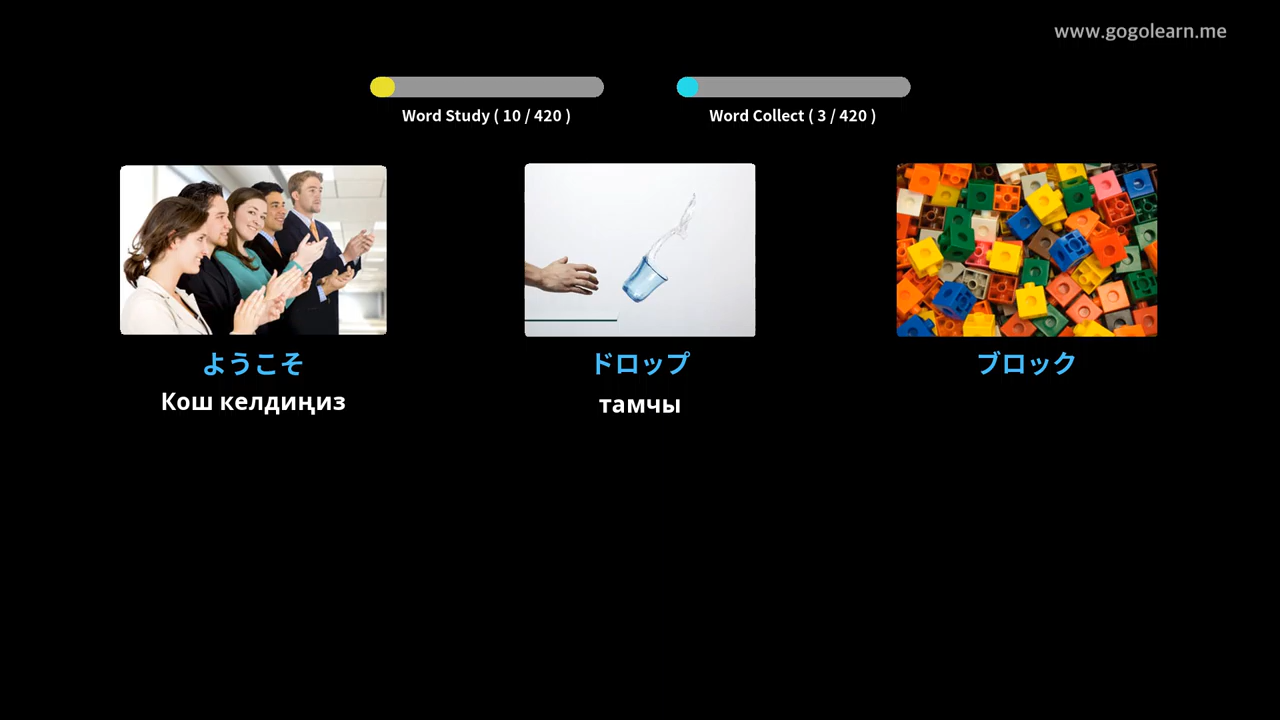 www.gogolearn.me
Word Study ( 10 / 420 )
Word Collect ( 3 / 420 )
ようこそ
Кош келдиңиз
ドロップ
тамчы
ブロック